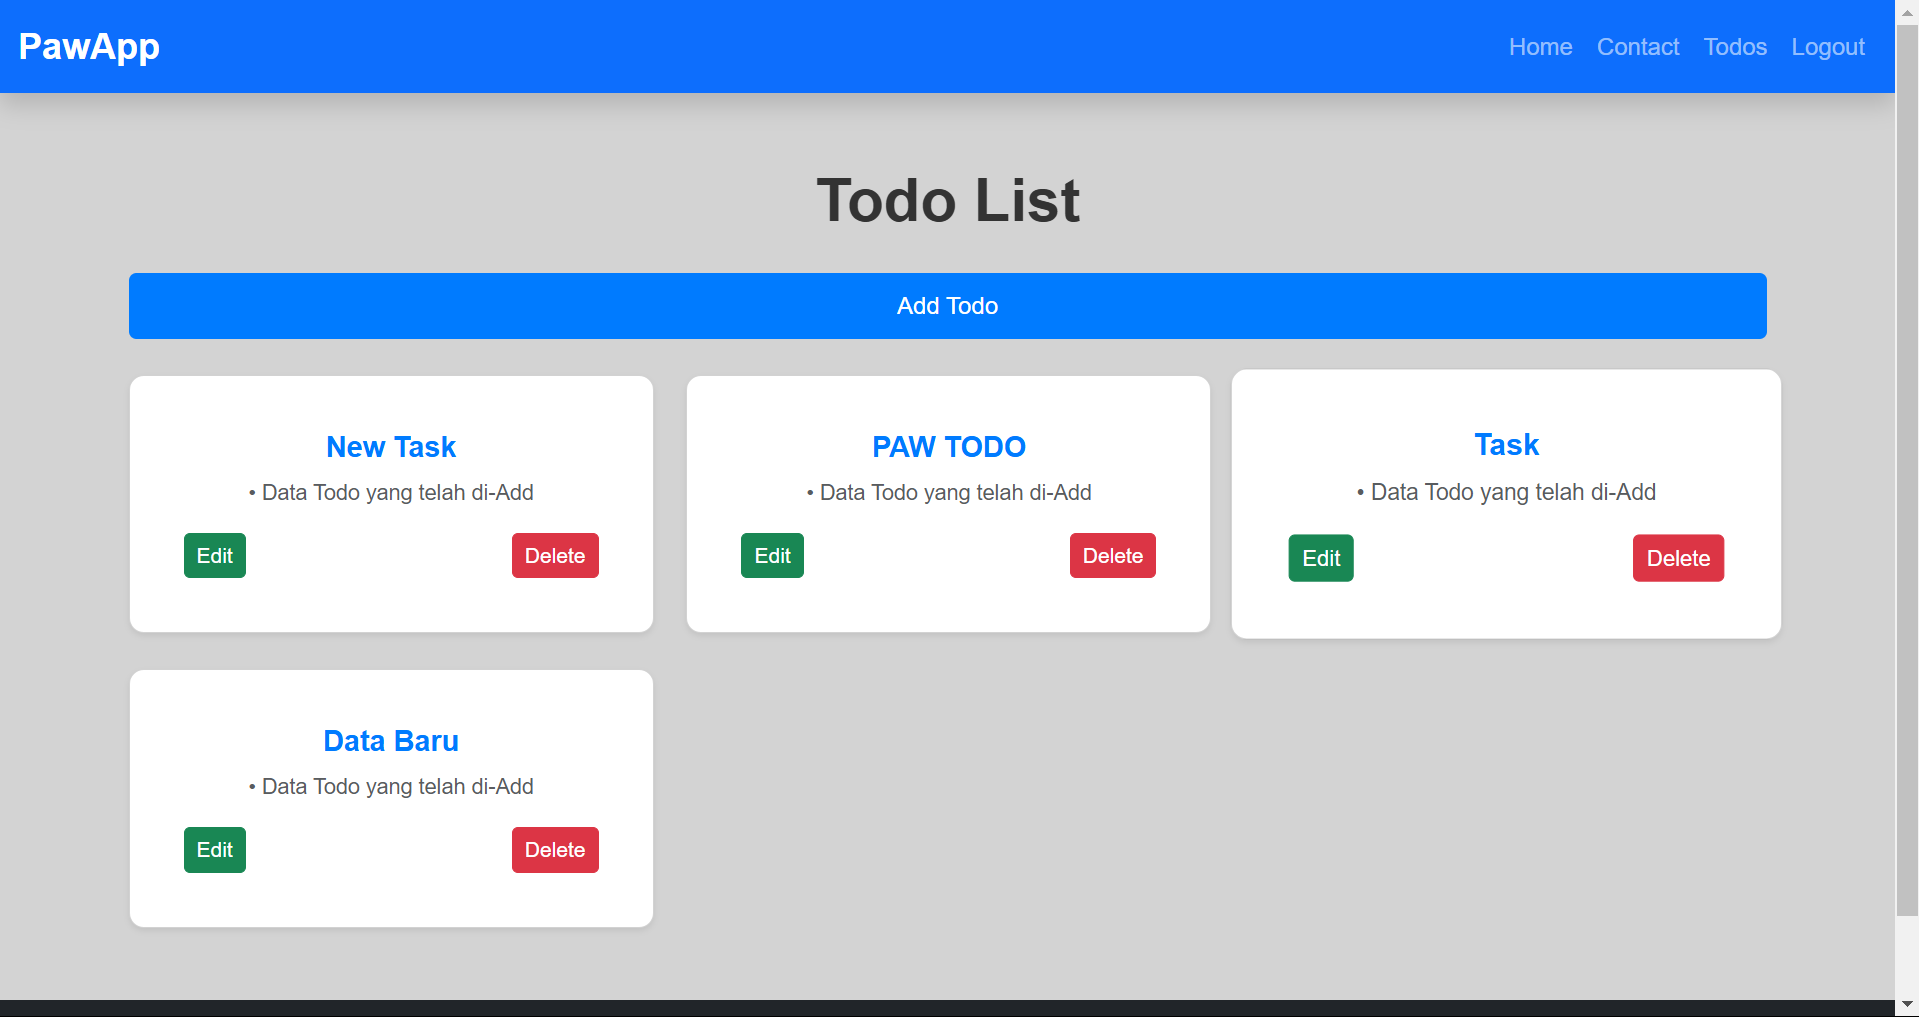 PawApp
Home Contact Todos Logout
Todo List
Add Todo
New Task
• Data Todo yang telah di-Add
Edit Delete
PAW TODO
• Data Todo yang telah di-Add
Edit Delete
Task
• Data Todo yang telah di-Add
Edit Delete
Data Baru
• Data Todo yang telah di-Add
Edit Delete